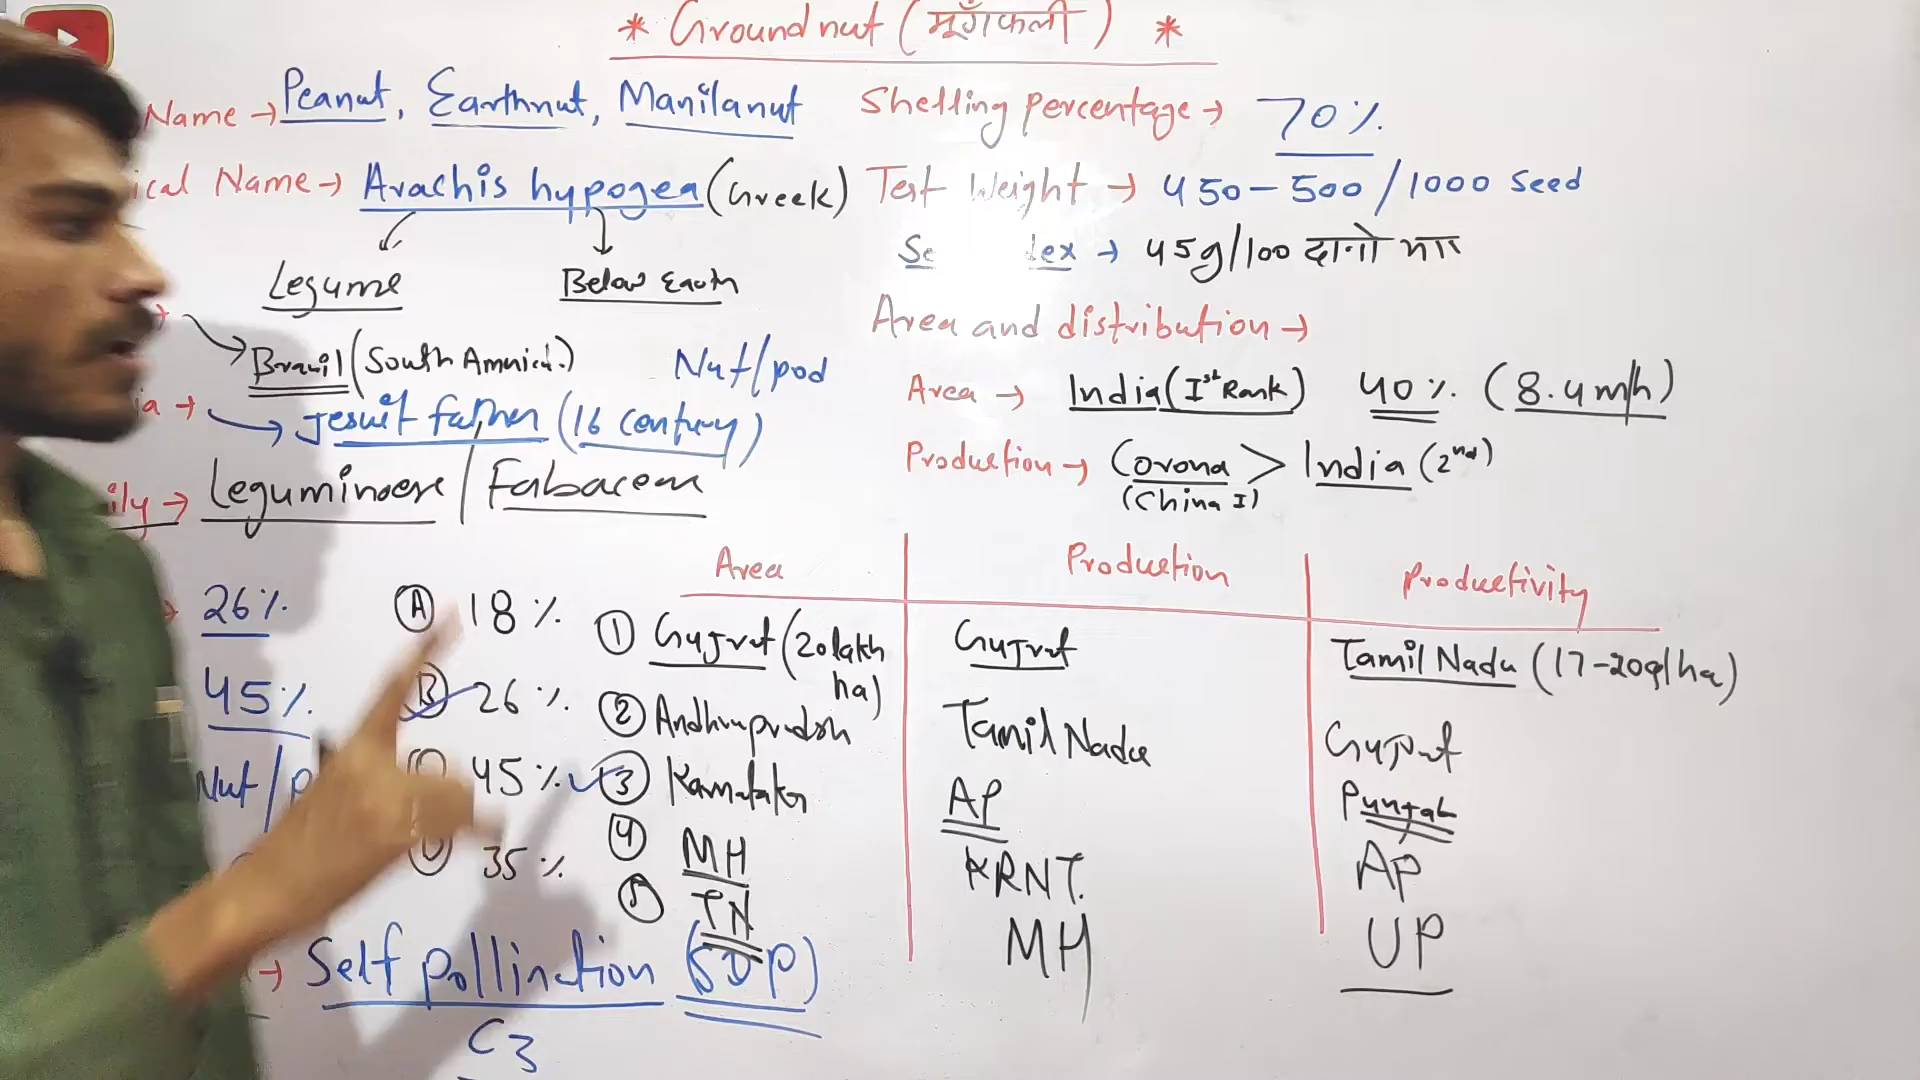 * Groundnut (मूँगफली) *
Name → Peanut, Earthnut, Manilanut
ical Name → Arachis hypogea (Greek)
Legume
Below Earth
Brazil (South Americ.)
Nut/pod
ia → Jesuit father (16 century)
ily → Leguminoese / Fabaceae
26%
45%
Nut/P
Ⓐ 18%
Ⓑ 26%
45%
35%
→ Self pollination (SDP)
C3
Shelling percentage → 70%
Test Weight → 450-500/1000 Seed
Se dex → 45g/100 दानो भार
Area and distribution →
Area → India (Ist Rank) 40% (8.4 m/h)
Production → Corona > India (2nd)
(China I)
Area Production Productivity
① Gujrat (20 lakh ha) Gujrat Tamil Nadu (17-20q/ha)
② Andhrapradsh Tamil Nadu Gujrat
③ Karnataka AP Punjab
④ MH KRNT. AP
⑤ TN MH UP